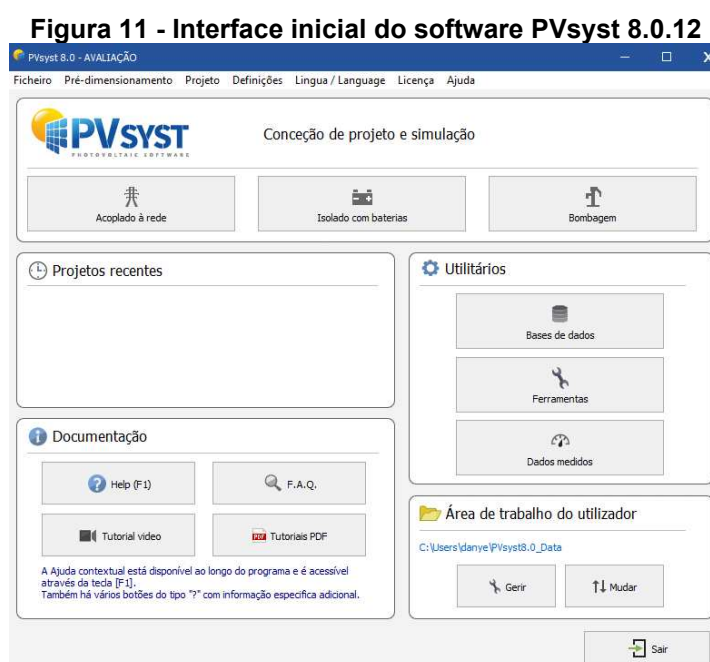 Figura 11 - Interface inicial do software PVsyst 8.0.12
PVsyst 8.0 - AVALIAÇÃO
Ficheiro Pré-dimensionamento Projeto Definições Lingua / Language Licença Ajuda
PVSYST
PHOTOVOLTAIC SOFTWARE
Conceção de projeto e simulação
Acoplado à rede
Isolado com baterias
Bombagem
Projetos recentes
Utilitários
Bases de dados
Ferramentas
Dados medidos
Documentação
Help (F1)
F.A.Q.
Tutorial video
PDF Tutoriais PDF
A Ajuda contextual está disponível ao longo do programa e é acessível
através da tecla [F1].
Também há vários botões do tipo "?" com informação especifica adicional.
Área de trabalho do utilizador
C:\Users\danye\PVsyst8.0_Data
Gerir
Mudar
Sair